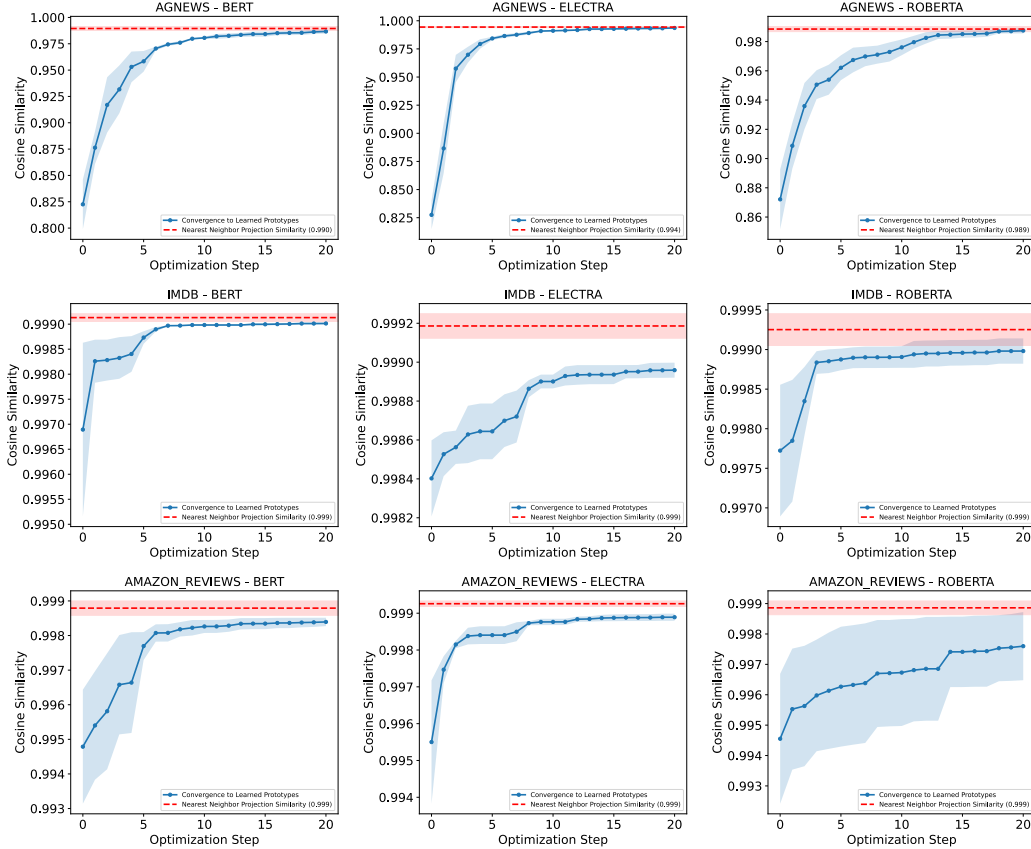 AGNEWS - BERT
1.000
0.975
0.950
0.925
0.900
0.875
0.850
0.825
0.800
Cosine Similarity
0 5 10 15 20
Optimization Step
Convergence to Learned Prototypes
Nearest Neighbor Projection Similarity (0.990)
AGNEWS - ELECTRA
1.000
0.975
0.950
0.925
0.900
0.875
0.850
0.825
Cosine Similarity
0 5 10 15 20
Optimization Step
Convergence to Learned Prototypes
Nearest Neighbor Projection Similarity (0.994)
AGNEWS - ROBERTA
0.98
0.96
0.94
0.92
0.90
0.88
0.86
Cosine Similarity
0 5 10 15 20
Optimization Step
Convergence to Learned Prototypes
Nearest Neighbor Projection Similarity (0.989)
IMDB - BERT
0.9990
0.9985
0.9980
0.9975
0.9970
0.9965
0.9960
0.9955
0.9950
Cosine Similarity
0 5 10 15 20
Optimization Step
Convergence to Learned Prototypes
Nearest Neighbor Projection Similarity (0.999)
IMDB - ELECTRA
0.9992
0.9990
0.9988
0.9986
0.9984
0.9982
Cosine Similarity
0 5 10 15 20
Optimization Step
Convergence to Learned Prototypes
Nearest Neighbor Projection Similarity (0.999)
IMDB - ROBERTA
0.9995
0.9990
0.9985
0.9980
0.9975
0.9970
Cosine Similarity
0 5 10 15 20
Optimization Step
Convergence to Learned Prototypes
Nearest Neighbor Projection Similarity (0.999)
AMAZON_REVIEWS - BERT
0.999
0.998
0.997
0.996
0.995
0.994
0.993
Cosine Similarity
0 5 10 15 20
Optimization Step
Convergence to Learned Prototypes
Nearest Neighbor Projection Similarity (0.999)
AMAZON_REVIEWS - ELECTRA
0.999
0.998
0.997
0.996
0.995
0.994
Cosine Similarity
0 5 10 15 20
Optimization Step
Convergence to Learned Prototypes
Nearest Neighbor Projection Similarity (0.999)
AMAZON_REVIEWS - ROBERTA
0.999
0.998
0.997
0.996
0.995
0.994
0.993
Cosine Similarity
0 5 10 15 20
Optimization Step
Convergence to Learned Prototypes
Nearest Neighbor Projection Similarity (0.999)